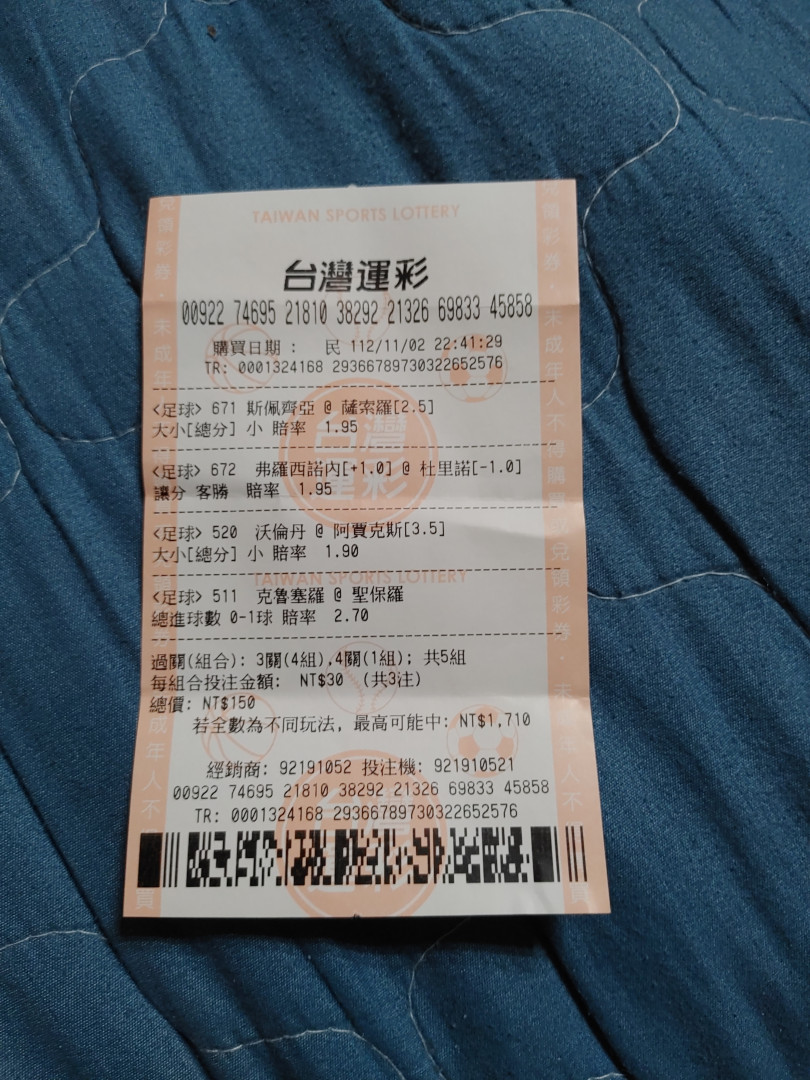 TAIWAN SPORTS LOTTERY
台灣運彩
00922 74695 21810 38292 21326 69833 45858
購買日期： 民 112/11/02 22:41:29
TR: 0001324168 29366789730322652576
<足球> 671 斯佩齊亞 @ 薩索羅[2.5]
大小[總分] 小 賠率 1.95
<足球> 672 弗羅西諾內[+1.0] @ 杜里諾[-1.0]
讓分 客勝 賠率 1.95
<足球> 520 沃倫丹 @ 阿賈克斯[3.5]
大小[總分] 小 賠率 1.90
TAIWAN SPORTS LOTTERY
<足球> 511 克魯塞羅 @ 聖保羅
總進球數 0-1球 賠率 2.70
過關(組合): 3關(4組),4關(1組); 共5組
每組合投注金額: NT$30 (共3注)
總價: NT$150
若全數為不同玩法, 最高可能中: NT$1,710
經銷商: 92191052 投注機: 921910521
00922 74695 21810 38292 21326 69833 45858
TR: 0001324168 29366789730322652576